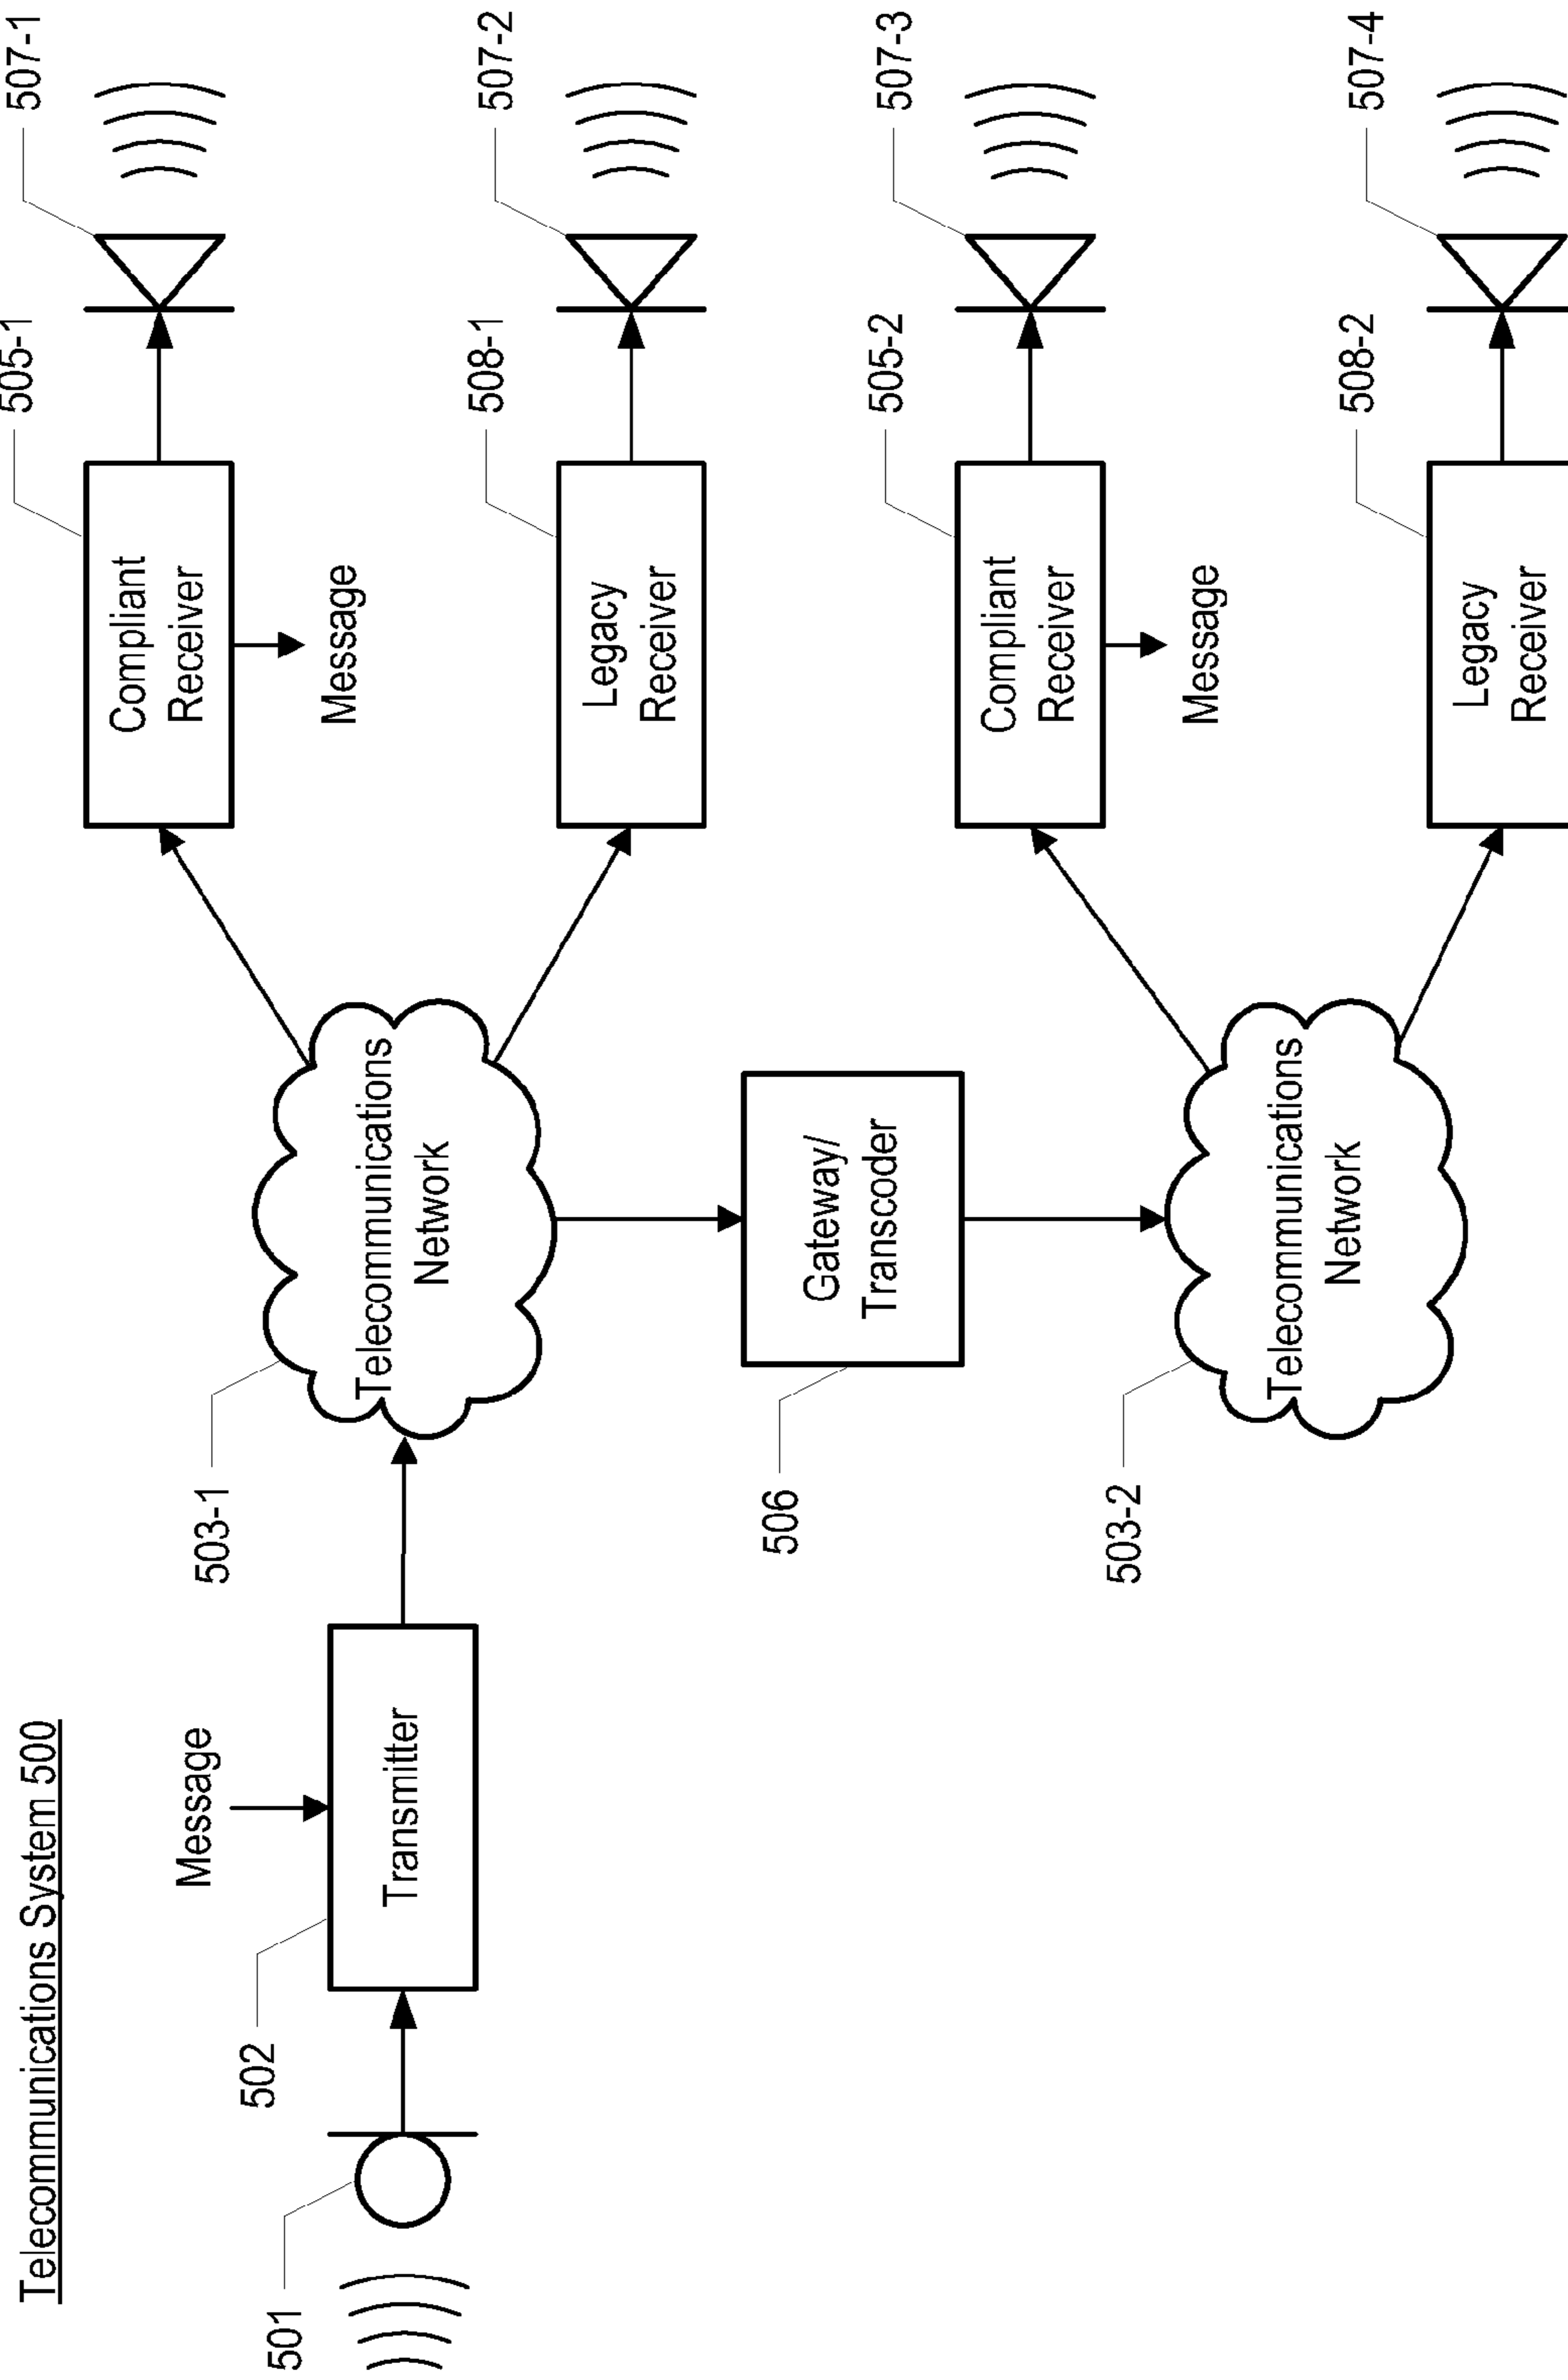 Telecommunications System 500
Message
502
Transmitter
501
503-1
Telecommunications
Network
505-1
Compliant
Receiver
Message
507-1
508-1
Legacy
Receiver
507-2
506
Gateway/
Transcoder
503-2
Telecommunications
Network
505-2
Compliant
Receiver
Message
507-3
508-2
Legacy
Receiver
507-4